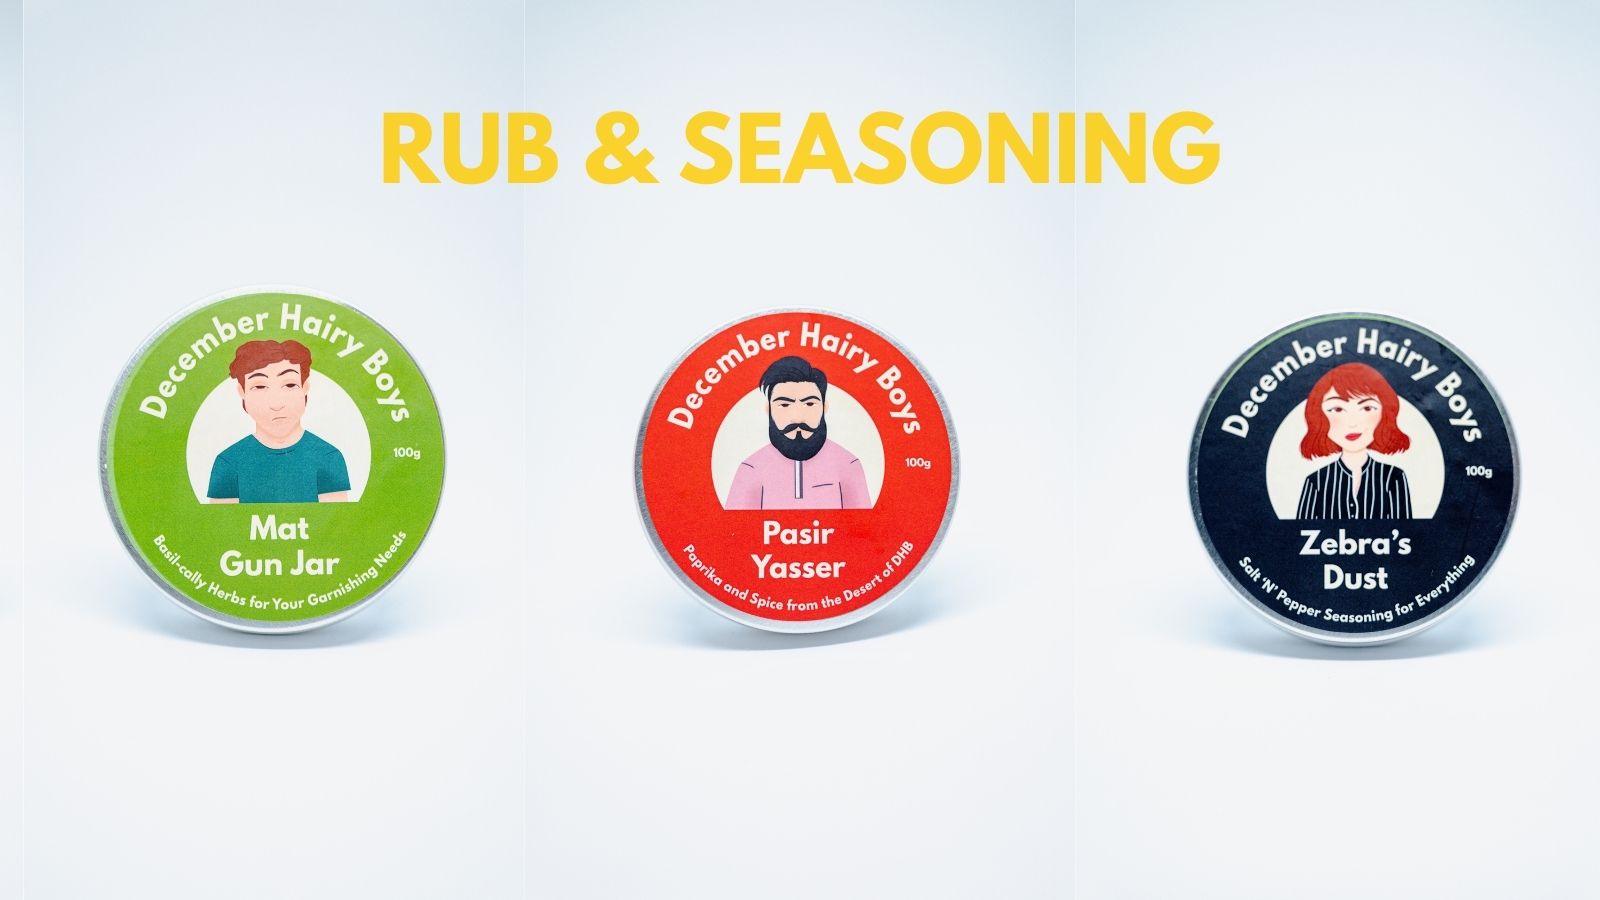 RUB & SEASONING
December Hairy Boys
100g
Mat
Gun Jar
Basil-cally Herbs for Your Garnishing Needs
December Hairy Boys
100g
Pasir
Yasser
Paprika and Spice from the Desert of DHB
December Hairy Boys
100g
Zebra's
Dust
Salt 'N' Pepper Seasoning for Everything